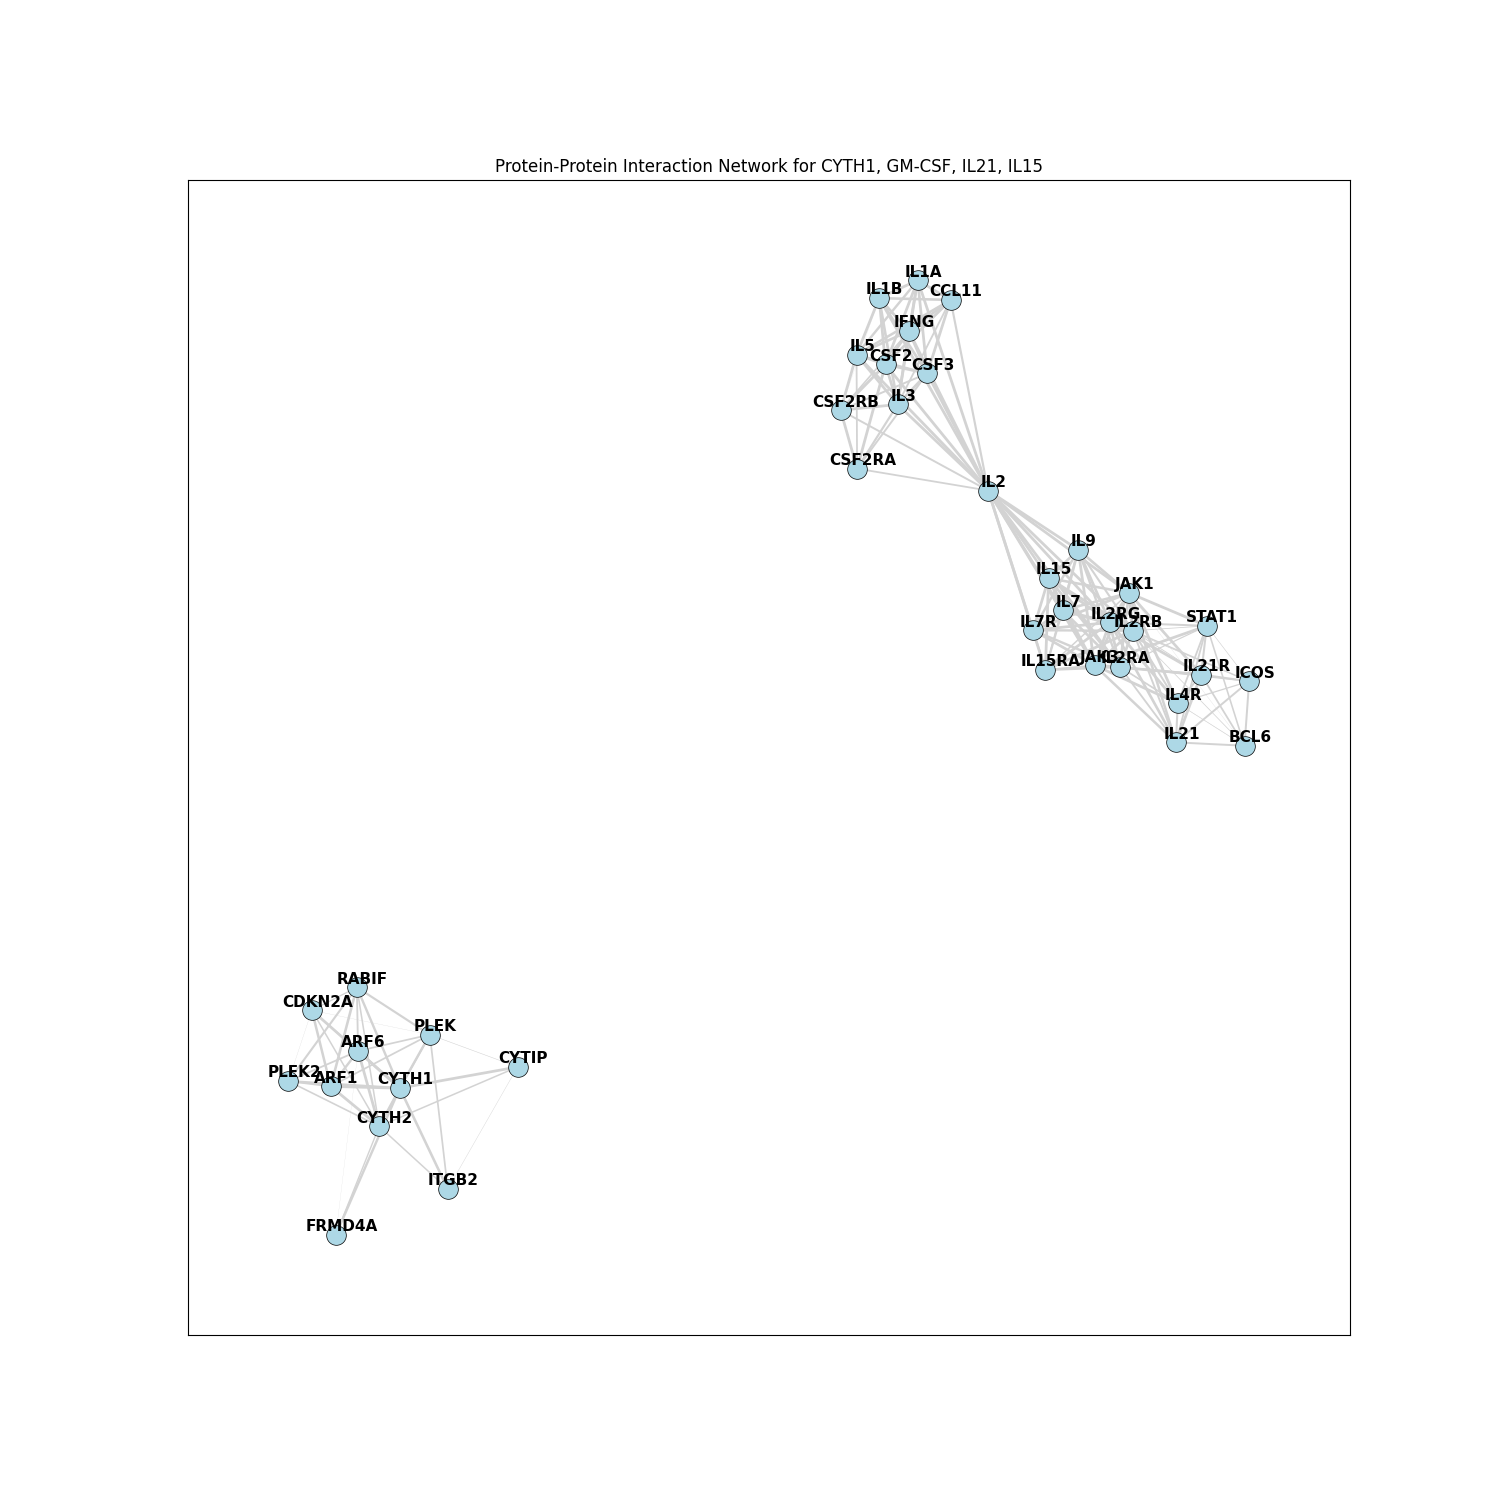 Protein-Protein Interaction Network for CYTH1, GM-CSF, IL21, IL15
IL1A
IL1B
CCL11
IFNG
IL5
CSF2
CSF3
IL3
CSF2RB
CSF2RA
IL2
IL9
IL15
JAK1
IL7
IL2RG
IL7R
IL2RB
STAT1
IL15RA
JAK3
IL2RA
IL21R
ICOS
IL4R
IL21
BCL6
RABIF
CDKN2A
PLEK
ARF6
CYTIP
PLEK2
ARF1
CYTH1
CYTH2
ITGB2
FRMD4A